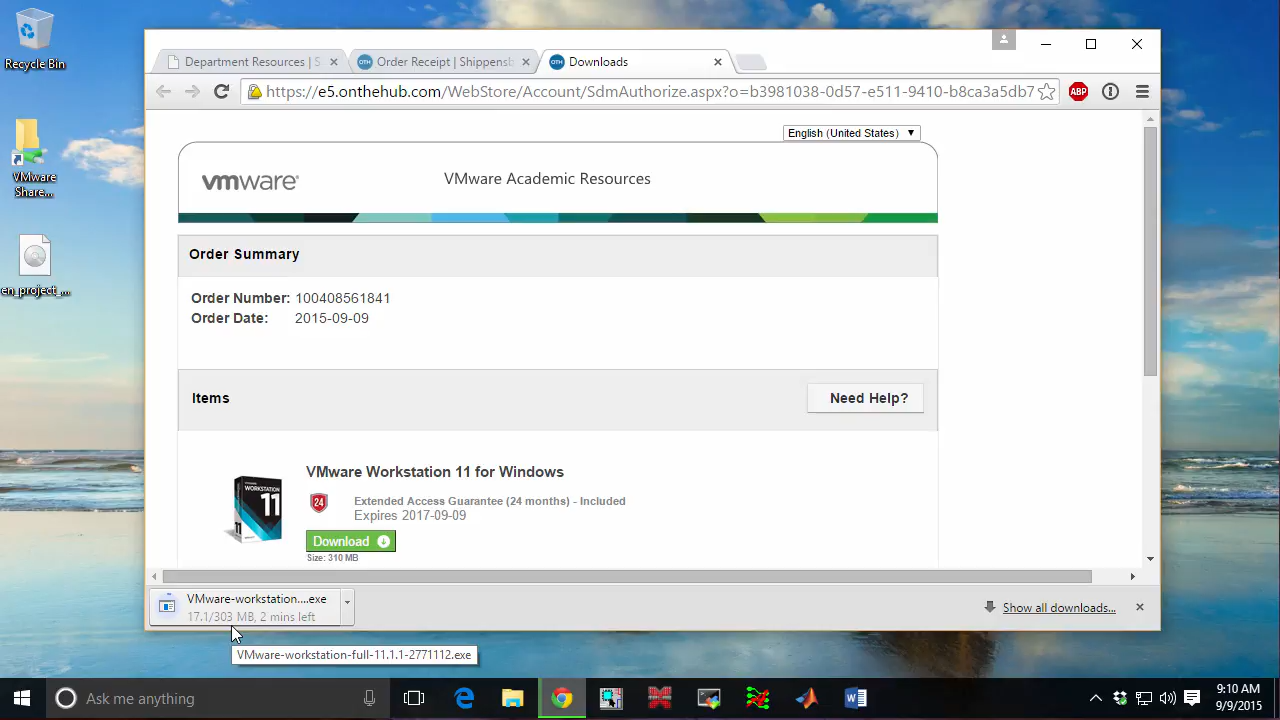 Recycle Bin
VMware
Share...
en_project_...
Department Resources | S
Order Receipt | Shippensb
Downloads
https://e5.onthehub.com/WebStore/Account/SdmAuthorize.aspx?o=b3981038-0d57-e511-9410-b8ca3a5db7
ABP
English (United States)
vmware
VMware Academic Resources
Order Summary
Order Number: 100408561841
Order Date: 2015-09-09
Items
Need Help?
WORKSTATION
11
VMware Workstation 11 for Windows
24
Extended Access Guarantee (24 months) - Included
Expires 2017-09-09
Download
Size: 310 MB
VMware-workstation....exe
17.1/303 MB, 2 mins left
Show all downloads...
VMware-workstation-full-11.1.1-2771112.exe
Ask me anything
9:10 AM
9/9/2015